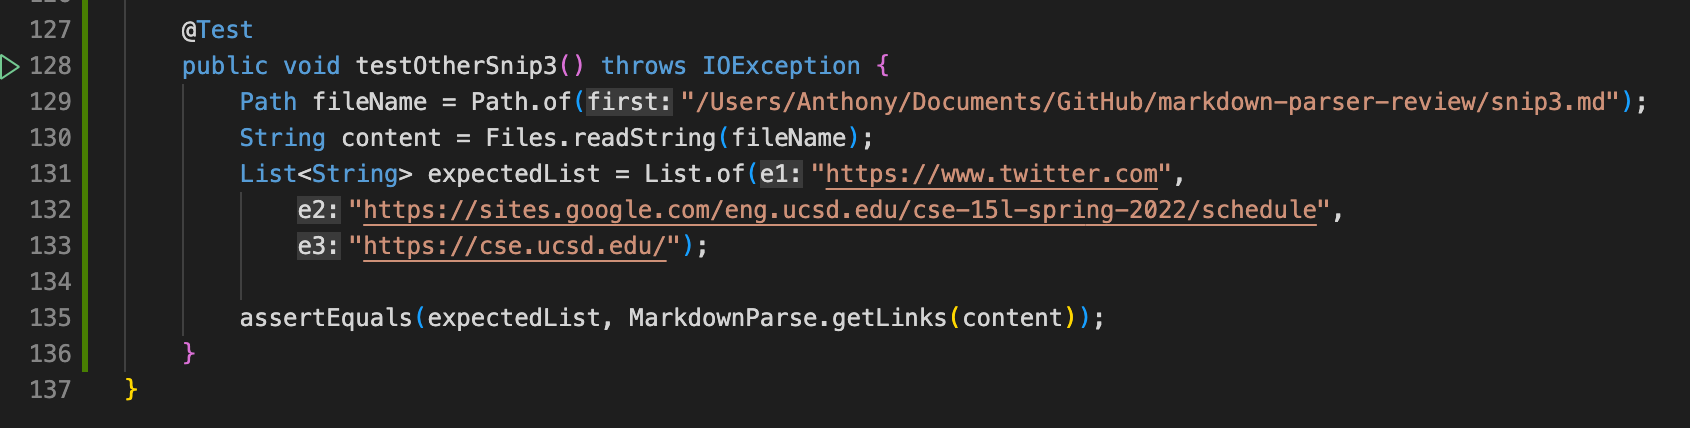 127 @Test
128 public void testOtherSnip3() throws IOException {
129 Path fileName = Path.of(first: "/Users/Anthony/Documents/GitHub/markdown-parser-review/snip3.md");
130 String content = Files.readString(fileName);
131 List<String> expectedList = List.of(e1: "https://www.twitter.com",
132 e2: "https://sites.google.com/eng.ucsd.edu/cse-15l-spring-2022/schedule",
133 e3: "https://cse.ucsd.edu/");
134
135 assertEquals(expectedList, MarkdownParse.getLinks(content));
136 }
137 }